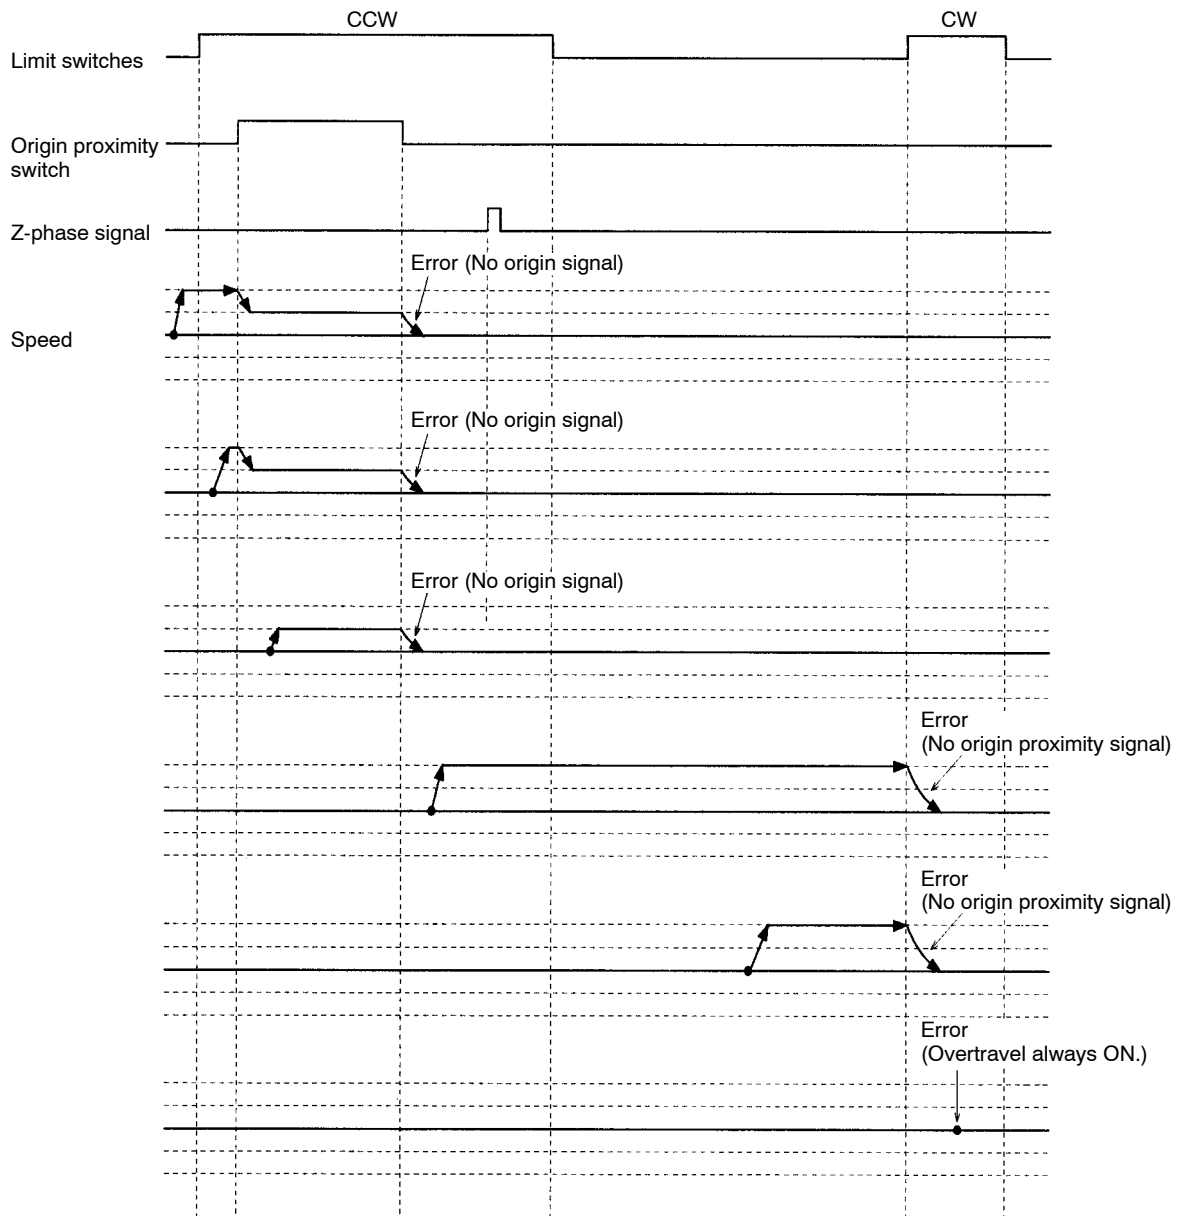 CCW
CW
Limit switches
Origin proximity
switch
Z-phase signal
Error (No origin signal)
Speed
Error (No origin signal)
Error (No origin signal)
Error
(No origin proximity signal)
Error
(No origin proximity signal)
Error
(Overtravel always ON.)